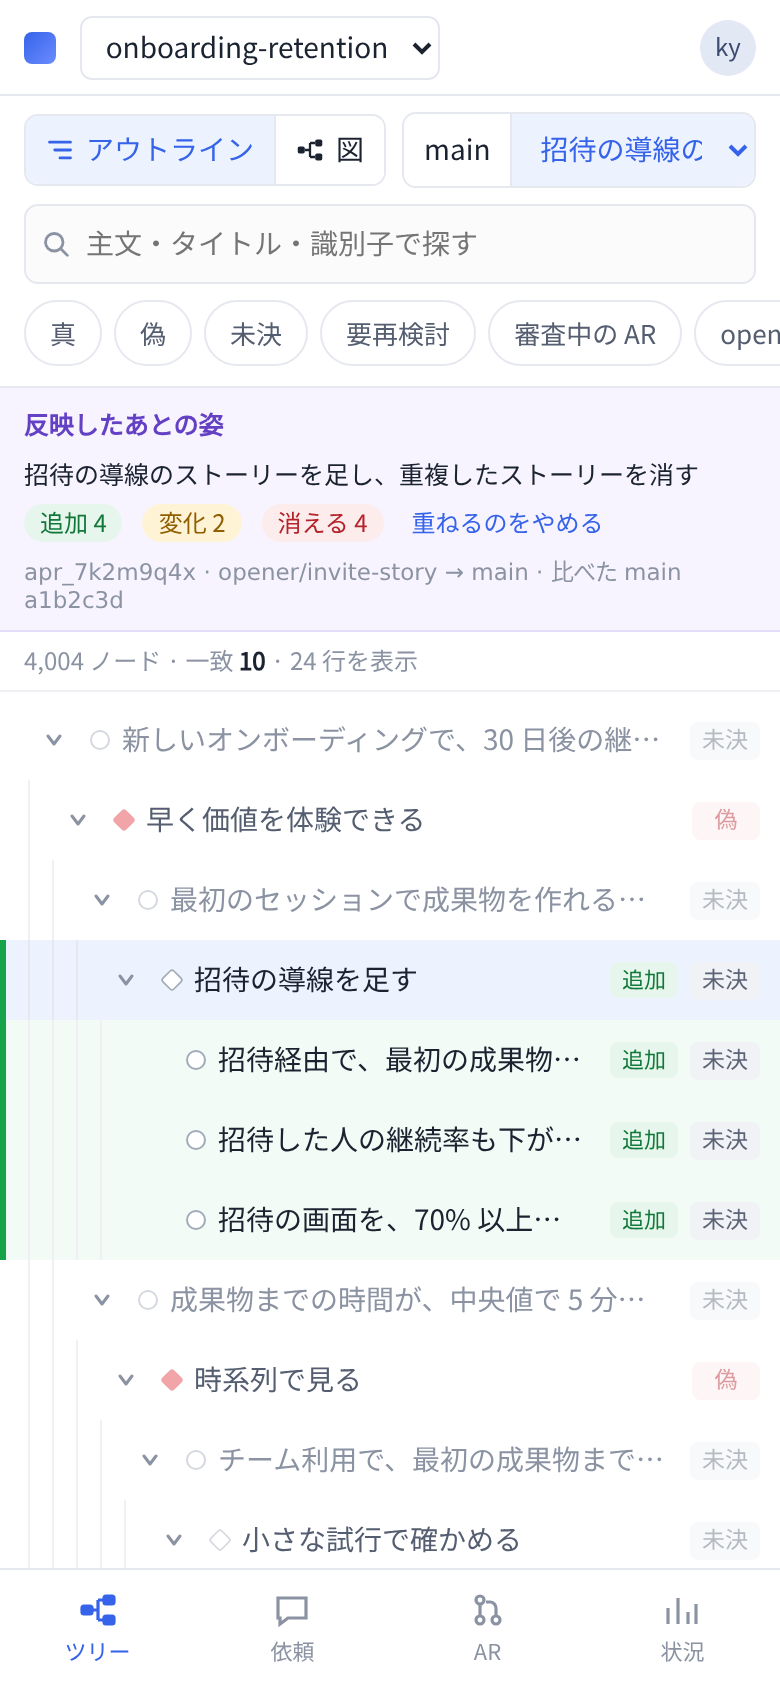 onboarding-retention
ky
アウトライン
図
main
招待の導線の
主文・タイトル・識別子で探す
真
偽
未決
要再検討
審査中の AR
open
反映したあとの姿
招待の導線のストーリーを足し、重複したストーリーを消す
追加 4
変化 2
消える 4
重ねるのをやめる
apr_7k2m9q4x · opener/invite-story → main · 比べた main
a1b2c3d
4,004 ノード · 一致 10 · 24 行を表示
新しいオンボーディングで、30 日後の継… 未決
早く価値を体験できる 偽
最初のセッションで成果物を作れる… 未決
招待の導線を足す 追加 未決
招待経由で、最初の成果物… 追加 未決
招待した人の継続率も下が… 追加 未決
招待の画面を、70% 以上… 追加 未決
成果物までの時間が、中央値で 5 分… 未決
時系列で見る 偽
チーム利用で、最初の成果物まで… 未決
小さな試行で確かめる 未決
ツリー
依頼
AR
状況